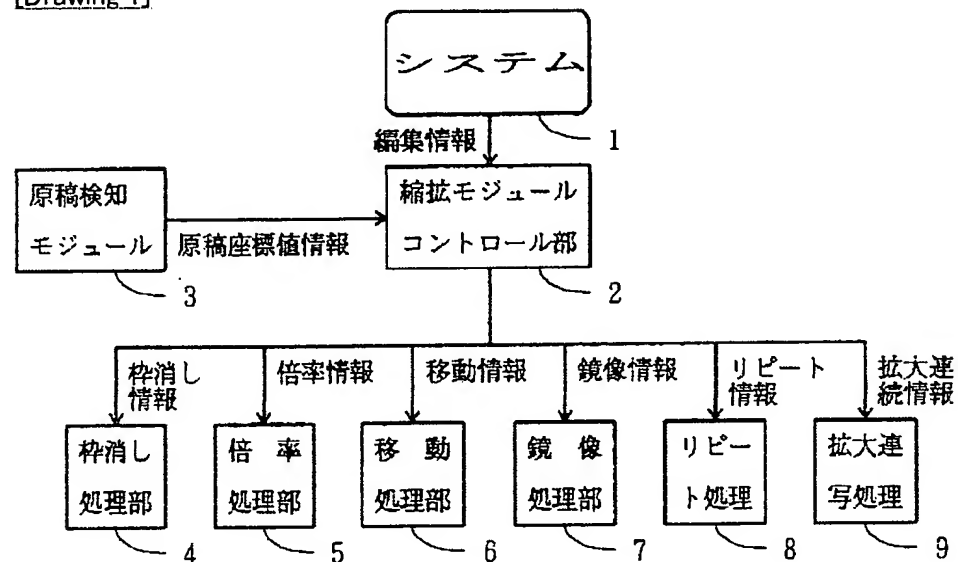 [Drawing 1]
システム
1
編集情報
原稿検知
モジュール
3
原稿座標値情報
縮拡モジュール
コントロール部
2
枠消し
情報
倍率情報
移動情報
鏡像情報
リピート
情報
拡大連
続情報
枠消し
処理部
4
倍 率
処理部
5
移 動
処理部
6
鏡 像
処理部
7
リピー
ト処理
8
拡大連
写処理
9